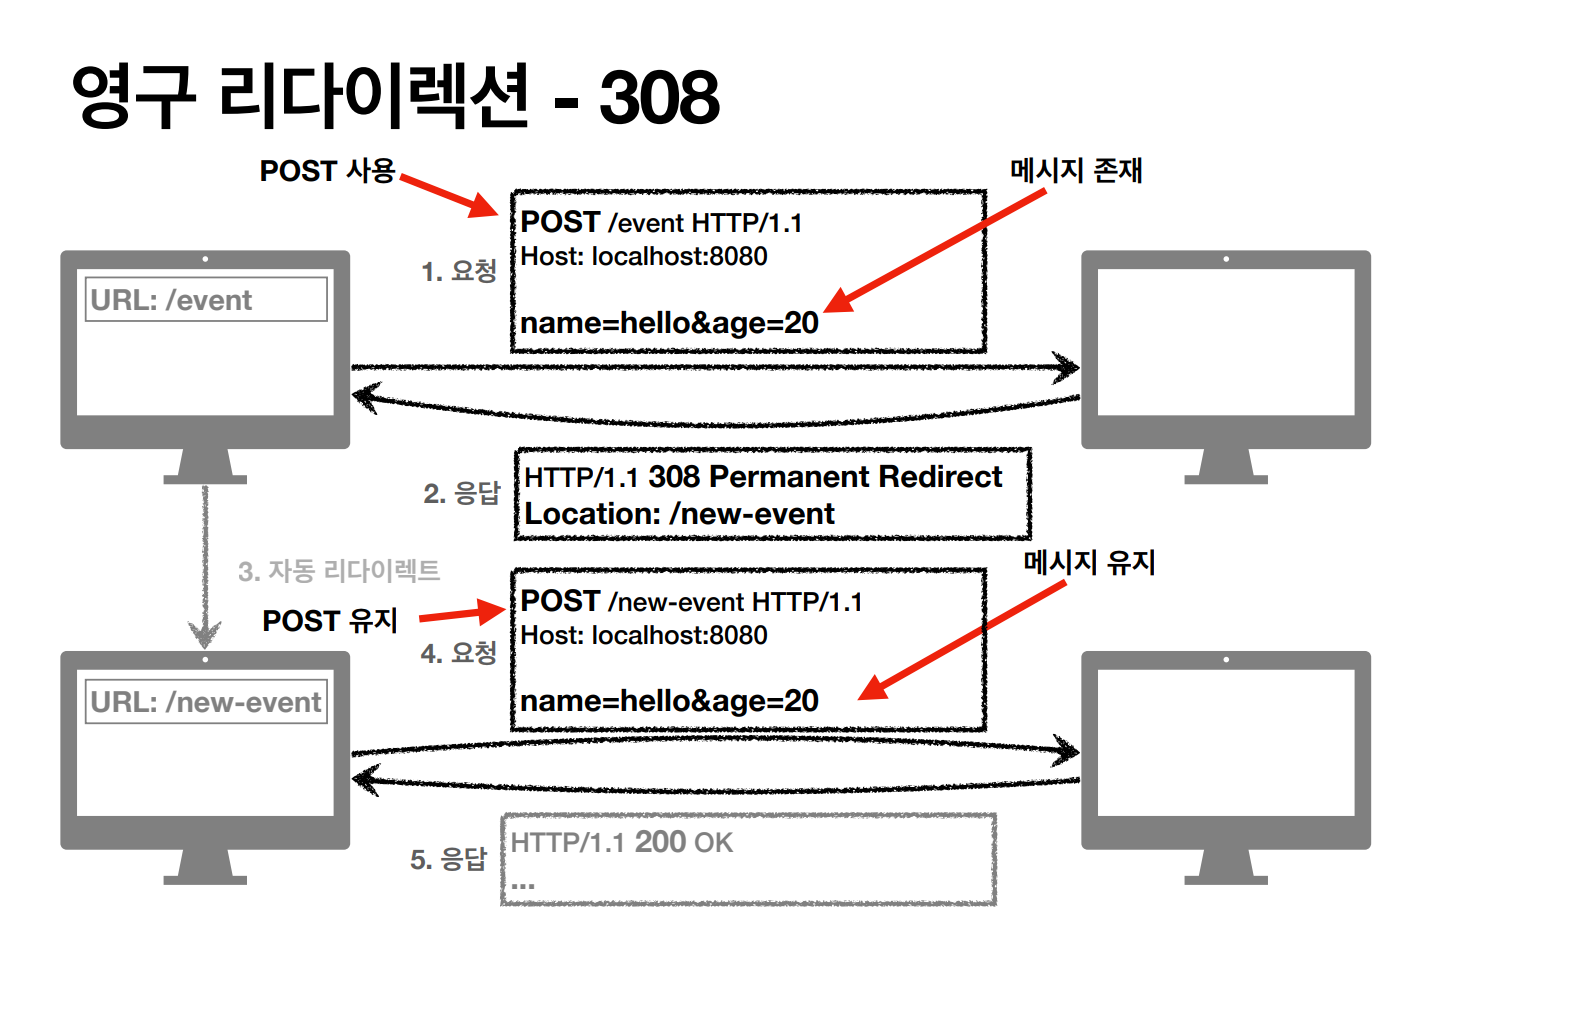 영구 리다이렉션 - 308
POST 사용
메시지 존재
POST /event HTTP/1.1
Host: localhost:8080
1. 요청
URL: /event
name=hello&age=20
HTTP/1.1 308 Permanent Redirect
2. 응답
Location: /new-event
메시지 유지
3. 자동 리다이렉트
POST /new-event HTTP/1.1
POST 유지
Host: localhost:8080
4. 요청
URL: /new-event
name=hello&age=20
HTTP/1.1 200 OK
5. 응답
...